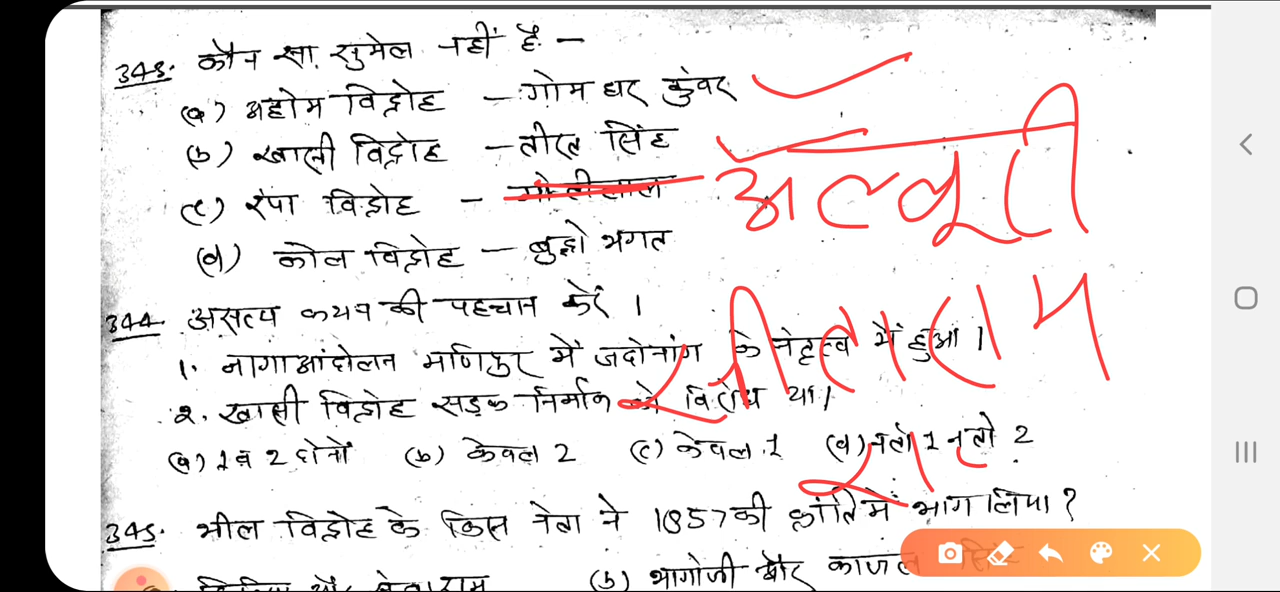 343. कौन सा सुमेल नहीं है -
(a) अहोम विद्रोह - गोम धर कुंवर
(b) खासी विद्रोह - तीरत सिंह
(c) रंपा विद्रोह - मोतीलाल
अल्लूरी
(d) कोल विद्रोह - बुद्धो भगत
344. असत्य कथन की पहचान करें।
सीताराम
1. नागा आंदोलन मणिपुर में जदोनांग के नेतृत्व में हुआ।
2. खासी विद्रोह सड़क निर्माण के विरोध था।
(a) 1 व 2 दोनों (b) केवल 2 (c) केवल 1 (d) न तो 1 न तो 2
345. भील विद्रोह के किस नेता ने 1857 की क्रांति में भाग लिया?
(b) भागोजी और काजल